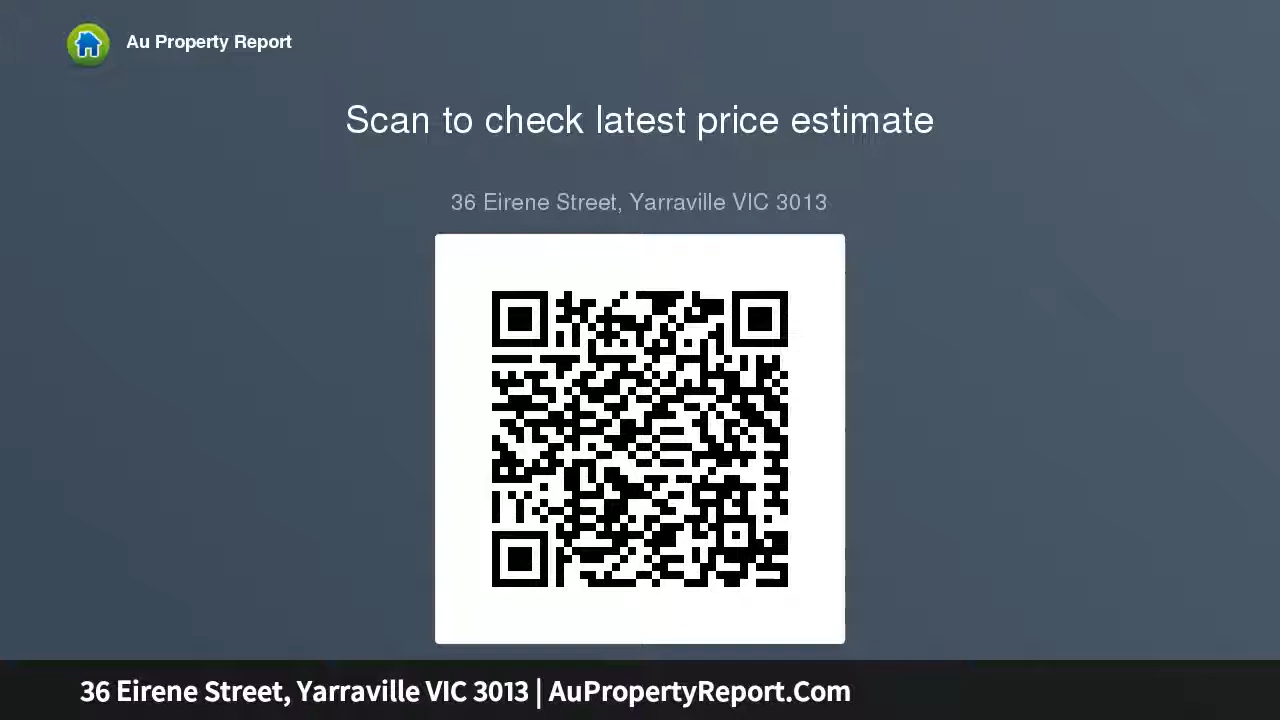 Au Property Report
Scan to check latest price estimate
36 Eirene Street, Yarraville VIC 3013
36 Eirene Street, Yarraville VIC 3013 | AuPropertyReport.Com